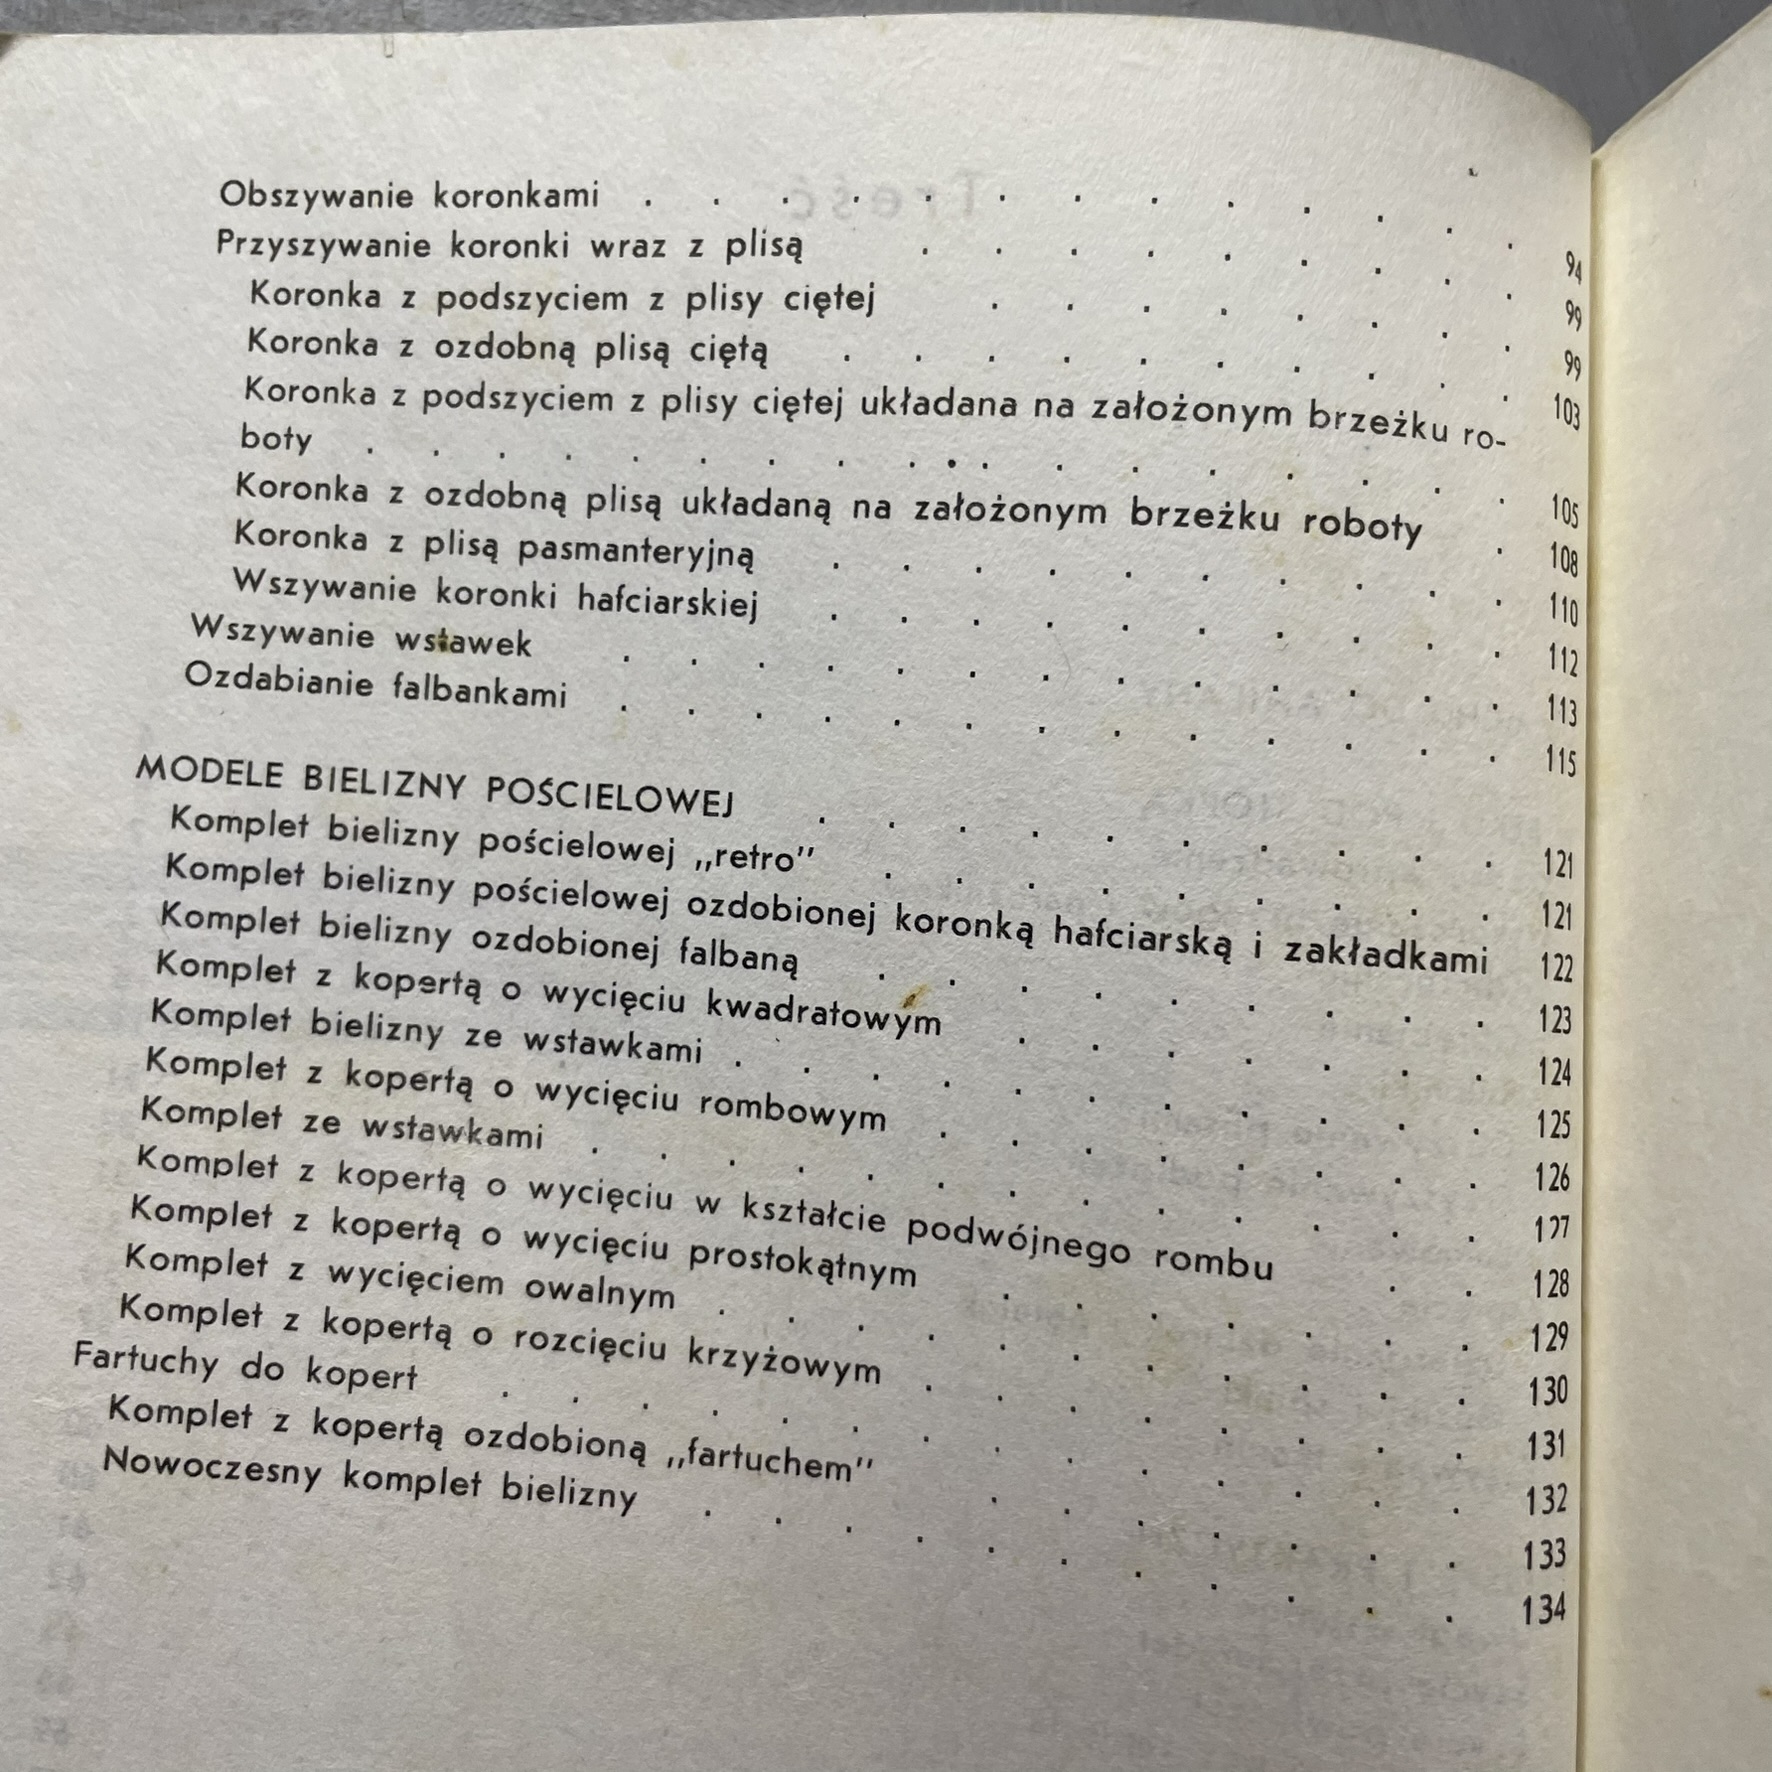 Obszywanie koronkami . . . . . . . . . . . . . 94
Przyszywanie koronki wraz z plisą . . . . . . . . . 99
Koronka z podszyciem z plisy ciętej . . . . . . . . 99
Koronka z ozdobną plisą ciętą . . . . . . . . . . 103
Koronka z podszyciem z plisy ciętej układana na założonym brzeżku ro-
boty . . . . . . . . . . . . . . . . . 105
Koronka z ozdobną plisą układaną na założonym brzeżku roboty . 108
Koronka z plisą pasmanteryjną . . . . . . . . . . 110
Wszywanie koronki hafciarskiej . . . . . . . . . . 112
Wszywanie wstawek . . . . . . . . . . . . . 113
Ozdabianie falbankami . . . . . . . . . . . . . 115
MODELE BIELIZNY POŚCIELOWEJ . . . . . . . . . . 121
Komplet bielizny pościelowej „retro” . . . . . . . . . 121
Komplet bielizny pościelowej ozdobionej koronką hafciarską i zakładkami 122
Komplet bielizny ozdobionej falbaną . . . . . . . . . 123
Komplet z kopertą o wycięciu kwadratowym . . . . . . . 124
Komplet bielizny ze wstawkami . . . . . . . . . . . 125
Komplet z kopertą o wycięciu rombowym . . . . . . . . 126
Komplet ze wstawkami . . . . . . . . . . . . . 127
Komplet z kopertą o wycięciu w kształcie podwójnego rombu . . 128
Komplet z kopertą o wycięciu prostokątnym . . . . . . . 129
Komplet z wycięciem owalnym . . . . . . . . . . . 130
Komplet z kopertą o rozcięciu krzyżowym . . . . . . . . 131
Fartuchy do kopert . . . . . . . . . . . . . . 132
Komplet z kopertą ozdobioną „fartuchem” . . . . . . . 133
Nowoczesny komplet bielizny . . . . . . . . . . . 134